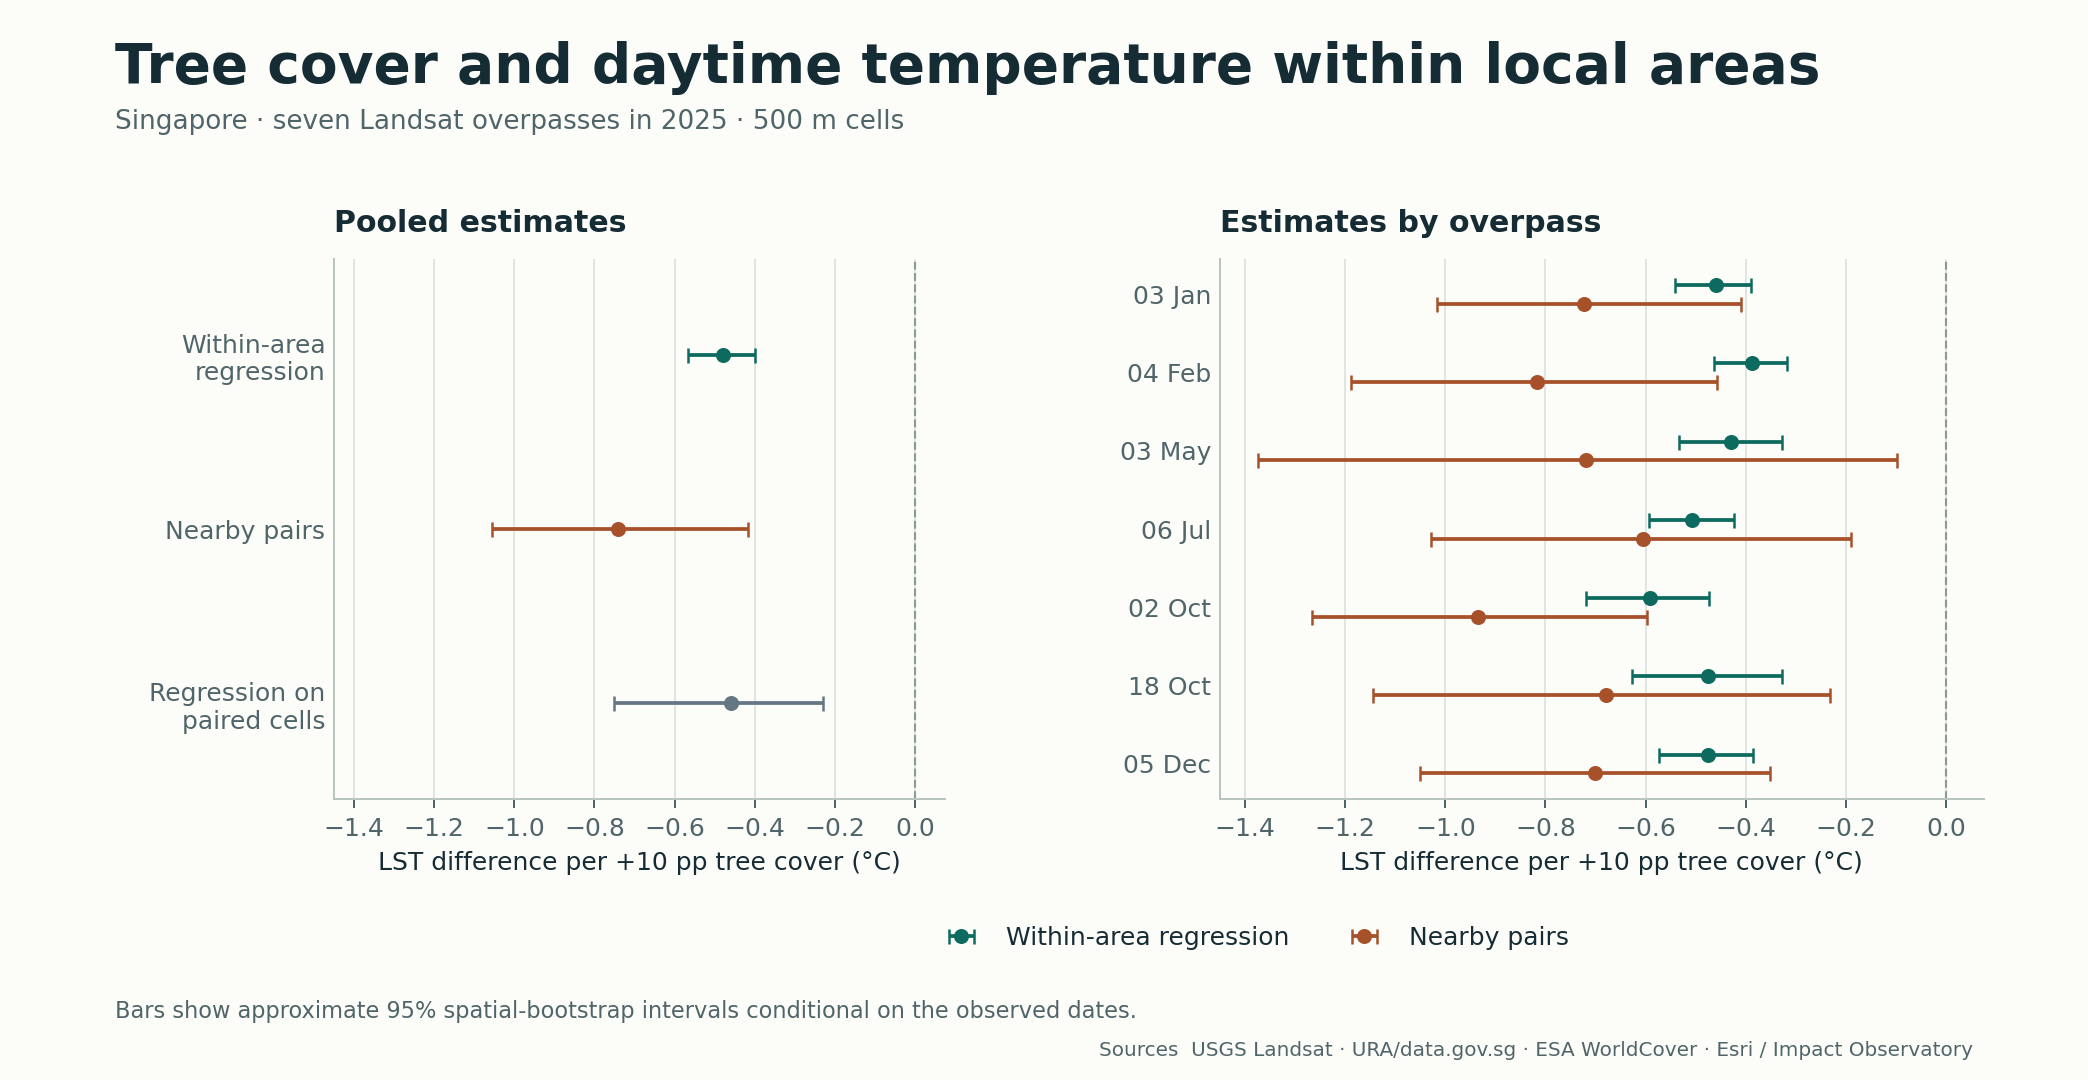 Tree cover and daytime temperature within local areas
Singapore · seven Landsat overpasses in 2025 · 500 m cells
Pooled estimates
Within-area
regression
Nearby pairs
Regression on
paired cells
−1.4 −1.2 −1.0 −0.8 −0.6 −0.4 −0.2 0.0
LST difference per +10 pp tree cover (°C)
Estimates by overpass
03 Jan
04 Feb
03 May
06 Jul
02 Oct
18 Oct
05 Dec
−1.4 −1.2 −1.0 −0.8 −0.6 −0.4 −0.2 0.0
LST difference per +10 pp tree cover (°C)
Within-area regression Nearby pairs
Bars show approximate 95% spatial-bootstrap intervals conditional on the observed dates.
Sources USGS Landsat · URA/data.gov.sg · ESA WorldCover · Esri / Impact Observatory